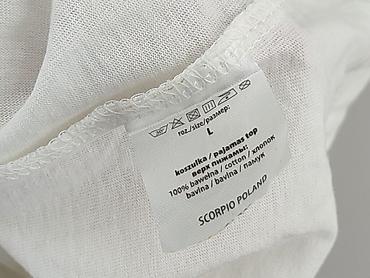 roz./size/размер:
L
koszulka / pajamas top
верх пижамы:
100% bawełna / cotton / хлопок
bavlna / bavlna / памук
SCORPIO POLAND